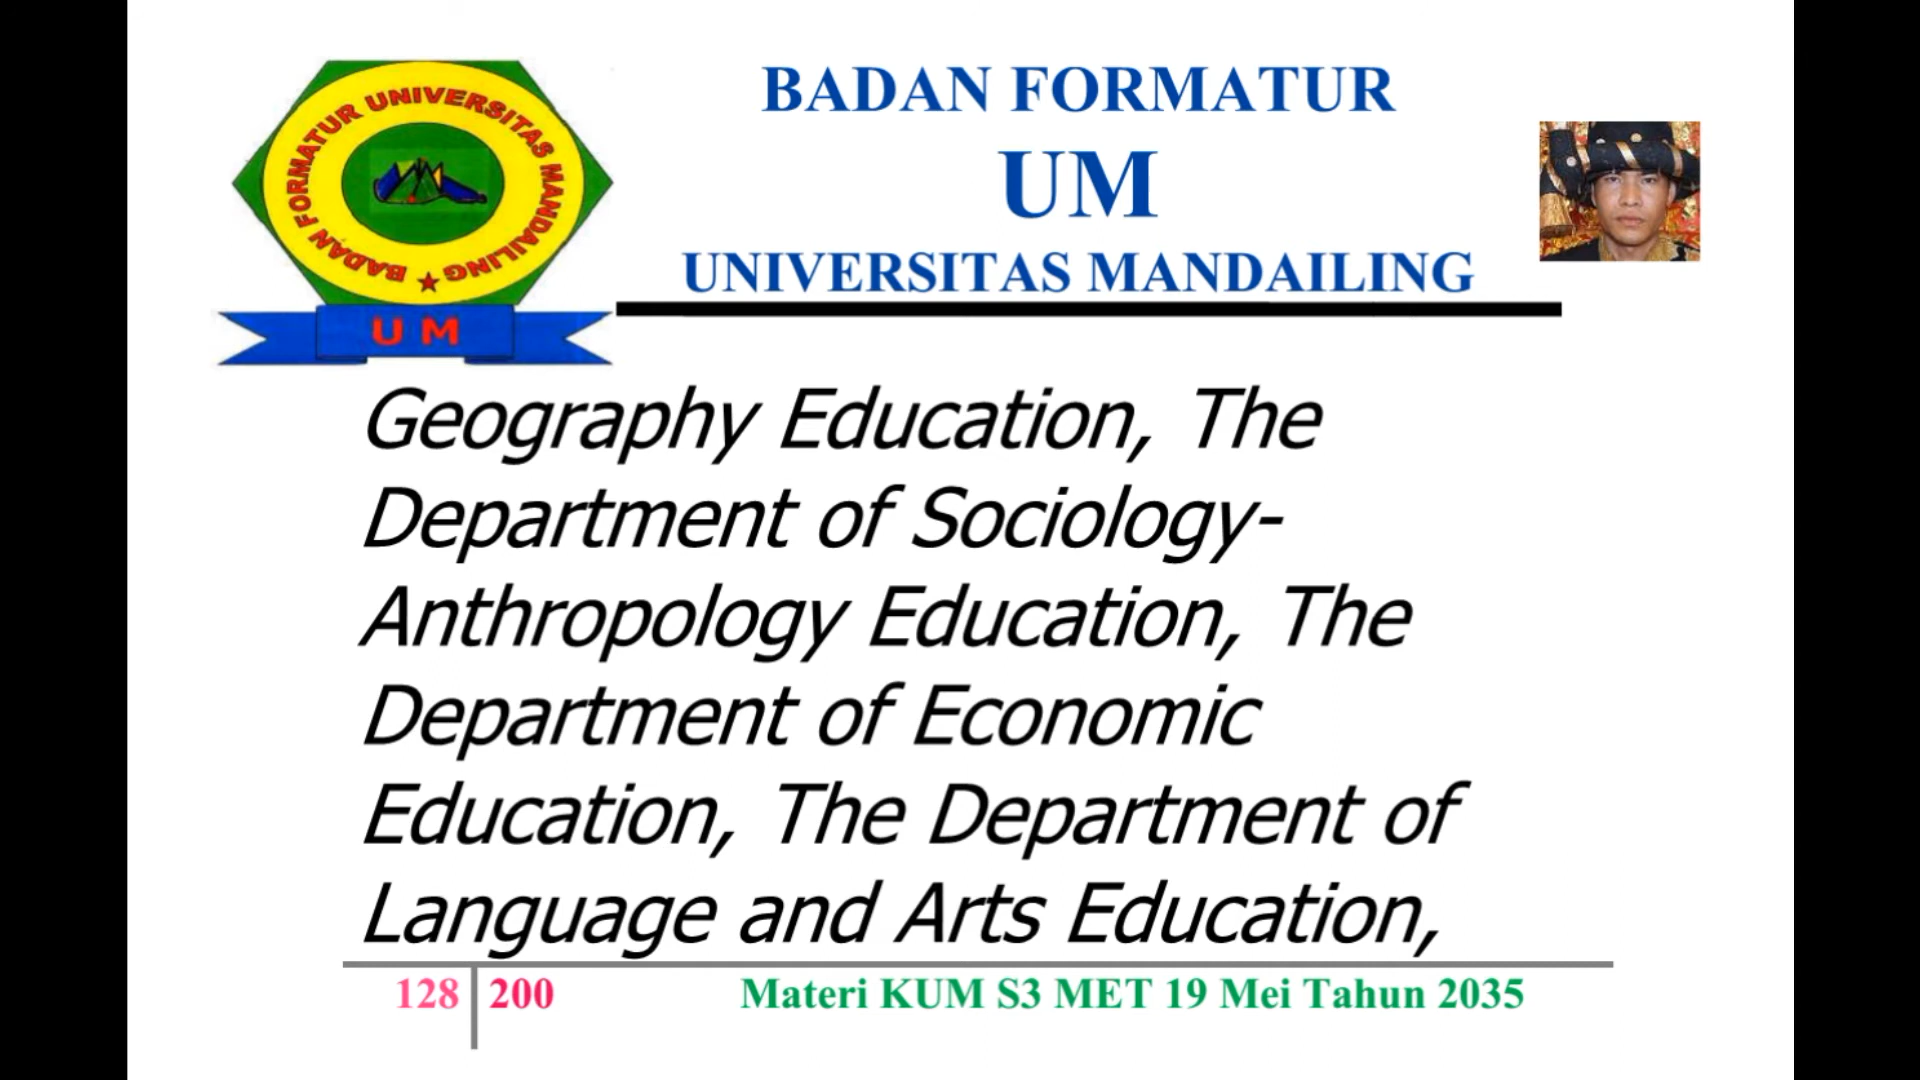 BADAN FORMATUR UNIVERSITAS MANDAILING
U M
BADAN FORMATUR
UM
UNIVERSITAS MANDAILING
Geography Education, The
Department of Sociology-
Anthropology Education, The
Department of Economic
Education, The Department of
Language and Arts Education,
128 200 Materi KUM S3 MET 19 Mei Tahun 2035